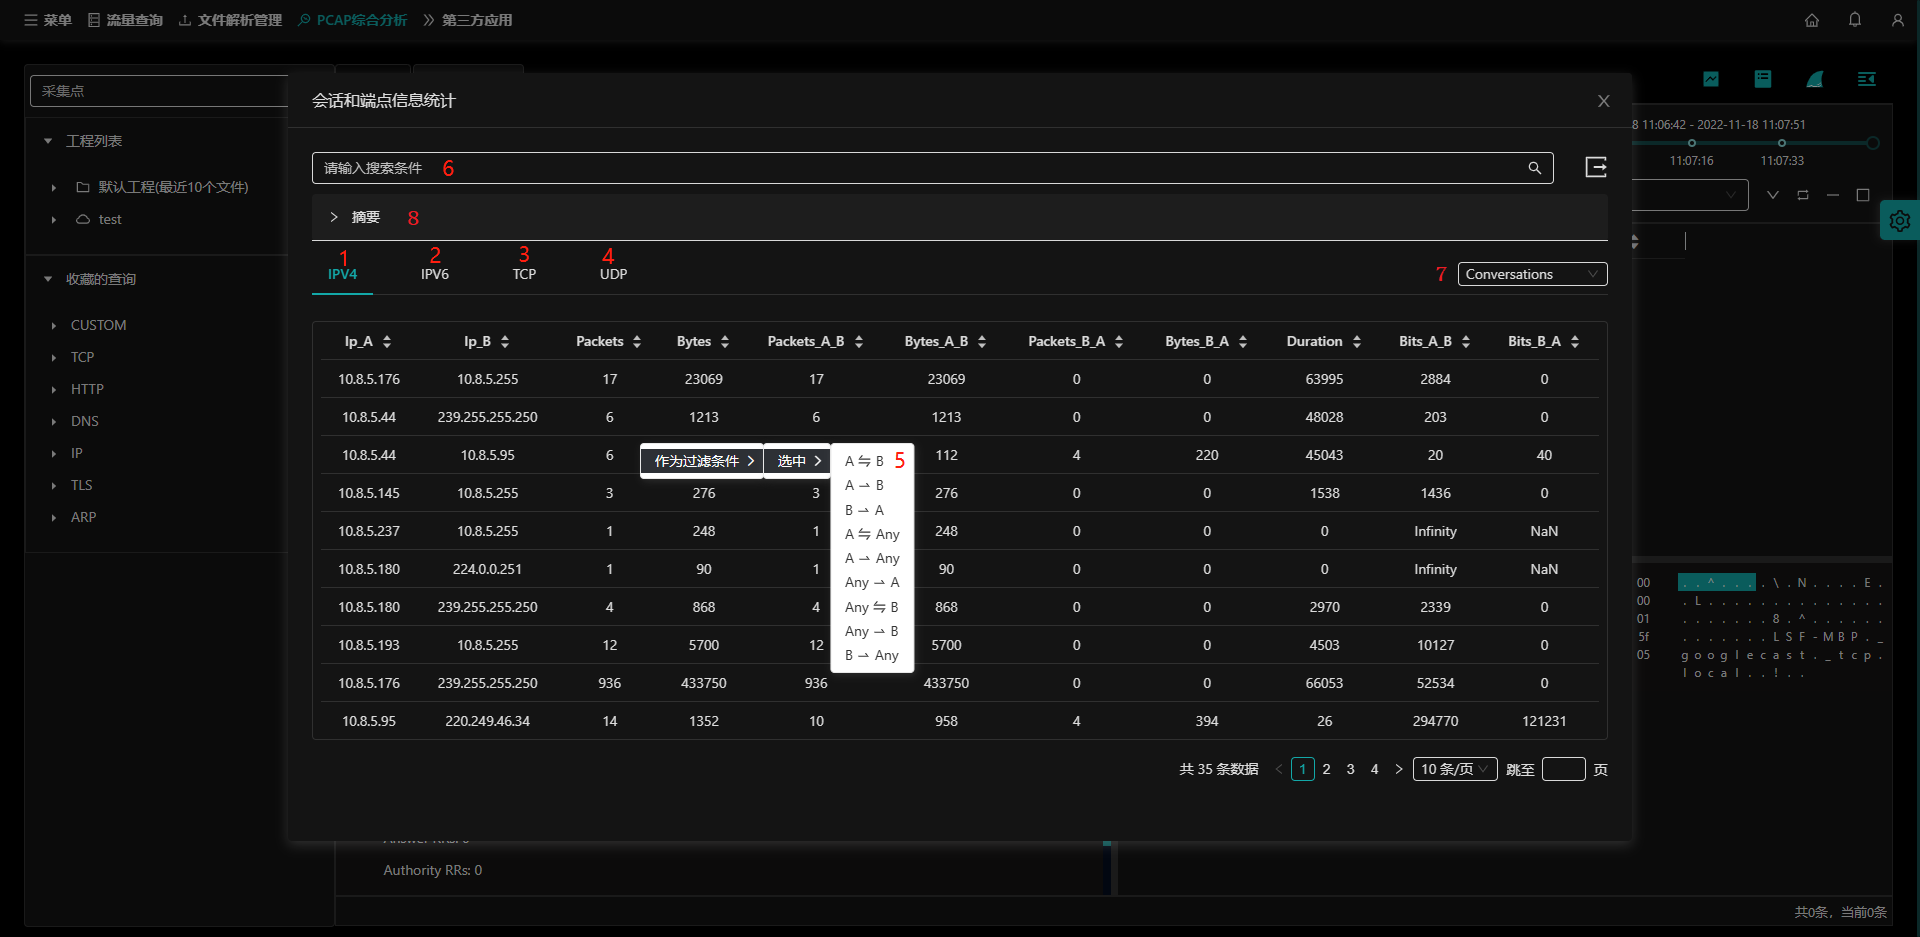 菜单 流量查询 文件解析管理 PCAP综合分析 第三方应用
采集点
工程列表
默认工程(最近10个文件)
test
收藏的查询
CUSTOM
TCP
HTTP
DNS
IP
TLS
ARP
会话和端点信息统计
请输入搜索条件 6
摘要 8
1 2 3 4
IPV4 IPV6 TCP UDP
7 Conversations
Ip_A Ip_B Packets Bytes Packets_A_B Bytes_A_B Packets_B_A Bytes_B_A Duration Bits_A_B Bits_B_A
10.8.5.176 10.8.5.255 17 23069 17 23069 0 0 63995 2884 0
10.8.5.44 239.255.255.250 6 1213 6 1213 0 0 48028 203 0
10.8.5.44 10.8.5.95 6 112 4 220 45043 20 40
10.8.5.145 10.8.5.255 3 276 3 276 0 0 1538 1436 0
10.8.5.237 10.8.5.255 1 248 1 248 0 0 0 Infinity NaN
10.8.5.180 224.0.0.251 1 90 1 90 0 0 0 Infinity NaN
10.8.5.180 239.255.255.250 4 868 4 868 0 0 2970 2339 0
10.8.5.193 10.8.5.255 12 5700 12 5700 0 0 4503 10127 0
10.8.5.176 239.255.255.250 936 433750 936 433750 0 0 66053 52534 0
10.8.5.95 220.249.46.34 14 1352 10 958 4 394 26 294770 121231
作为过滤条件 选中
A ⇋ B 5
A ⇀ B
B ⇀ A
A ⇋ Any
A ⇀ Any
Any ⇀ A
Any ⇋ B
Any ⇀ B
B ⇀ Any
共 35 条数据 1 2 3 4 10 条/页 跳至 页
8 11:06:42 - 2022-11-18 11:07:51
11:07:16 11:07:33
00 . . ^ . . . . \ . N . . . . E .
00 . L . . . . . . . . . . . . . .
01 . . . . . . . 8 . ^ . . . . . .
5f . . . . . . . L S F - M B P . _
05 g o o g l e c a s t . _ t c p .
l o c a l . . ! . .
Authority RRs: 0
共0条，当前0条